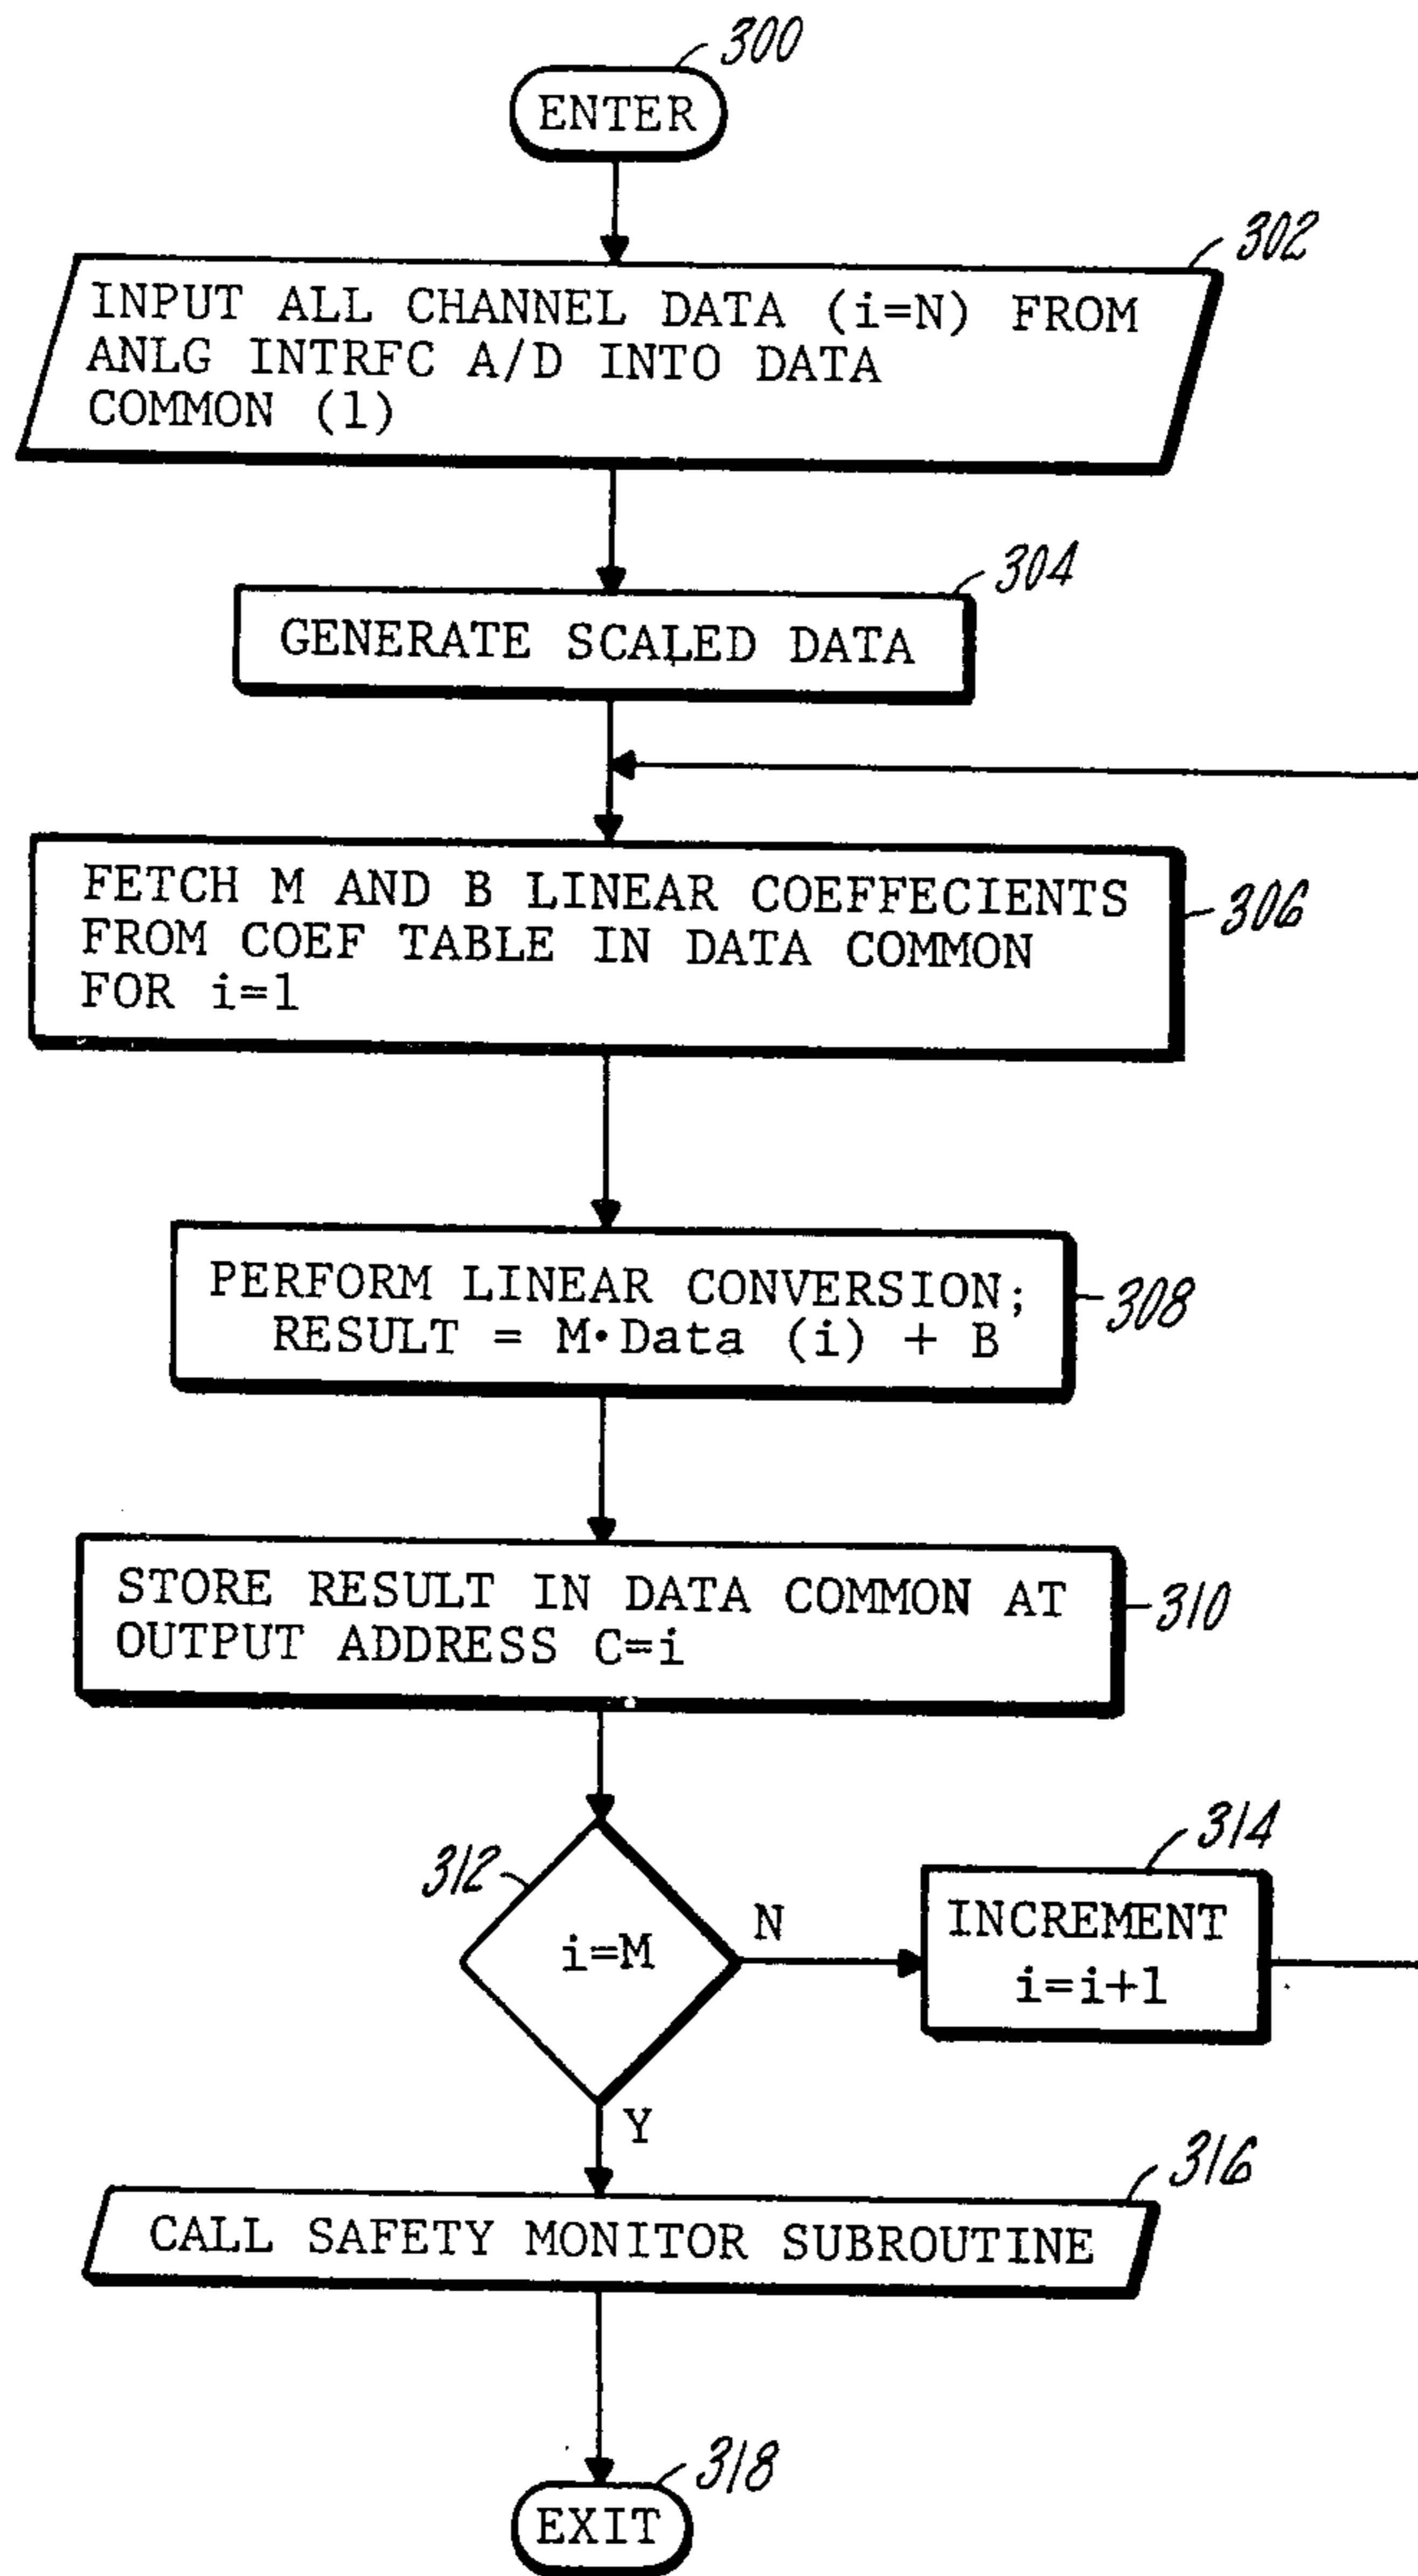 300
ENTER
302
INPUT ALL CHANNEL DATA (i=N) FROM
ANLG INTRFC A/D INTO DATA
COMMON (1)
304
GENERATE SCALED DATA
FETCH M AND B LINEAR COEFFECIENTS
FROM COEF TABLE IN DATA COMMON
FOR i=1
306
PERFORM LINEAR CONVERSION;
RESULT = M·Data (i) + B
308
STORE RESULT IN DATA COMMON AT
OUTPUT ADDRESS C=i
310
312
i=M
N
314
INCREMENT
i=i+1
Y
316
CALL SAFETY MONITOR SUBROUTINE
318
EXIT